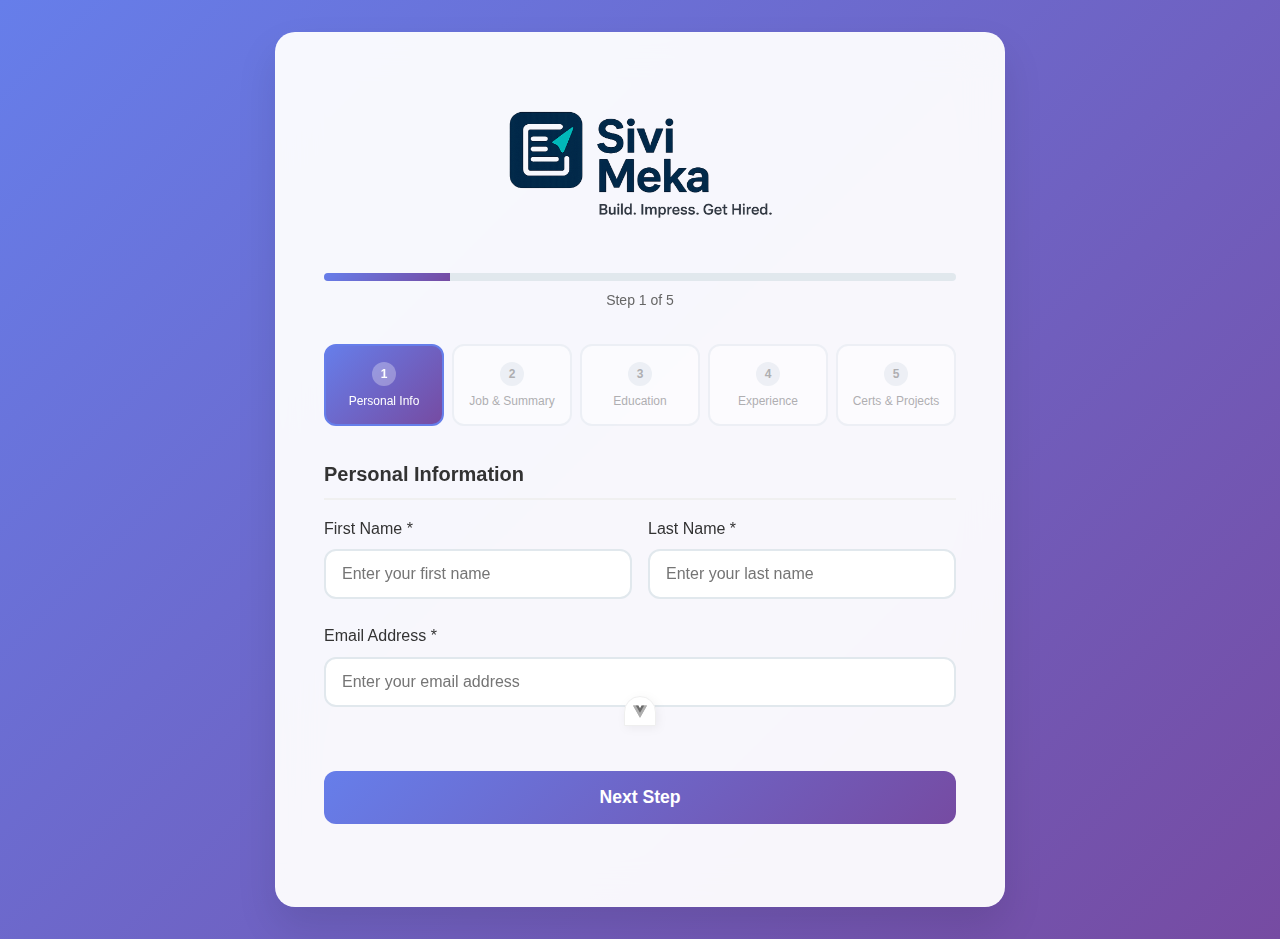 Sivi
Meka
Build. Impress. Get Hired.
Step 1 of 5
1 2 3 4 5
Personal Info Job & Summary Education Experience Certs & Projects
Personal Information
First Name * Last Name *
Enter your first name Enter your last name
Email Address *
Enter your email address
Next Step